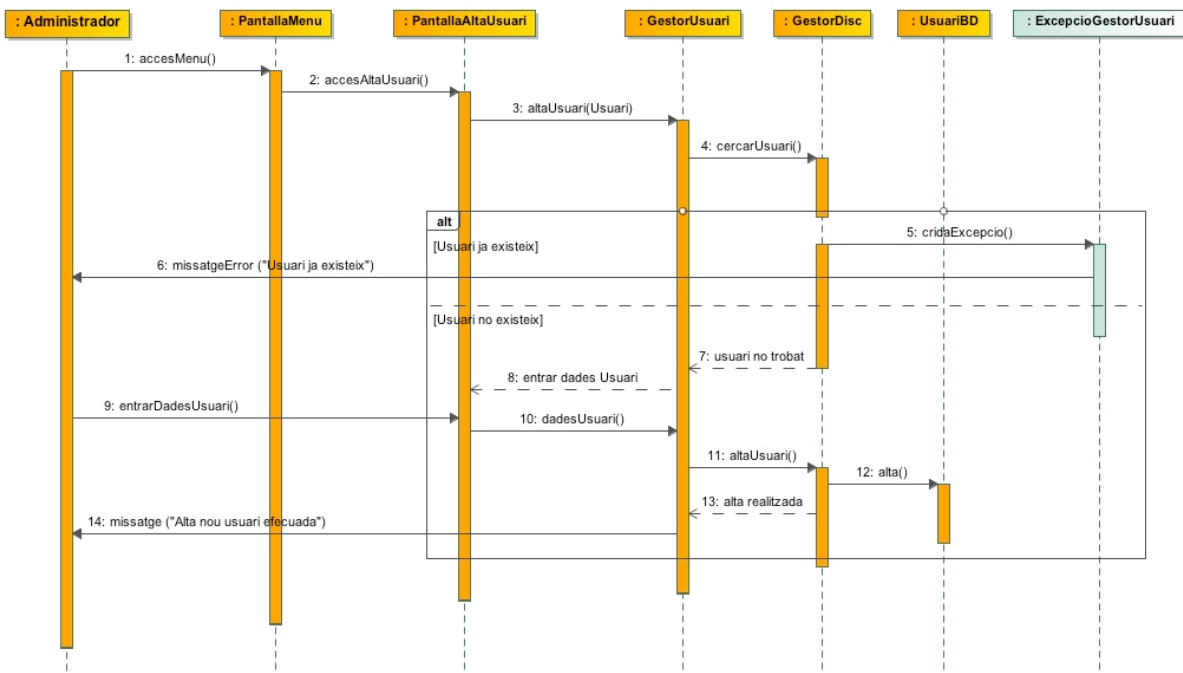 : Administrador
: PantallaMenu
: PantallaAltaUsuari
: GestorUsuari
: GestorDisc
: UsuariBD
: ExcepcioGestorUsuari
1: accesMenu()
2: accesAltaUsuari()
3: altaUsuari(Usuari)
4: cercarUsuari()
alt
5: cridaExcepcio()
[Usuari ja existeix]
6: missatgeError ("Usuari ja existeix")
[Usuari no existeix]
7: usuari no trobat
8: entrar dades Usuari
9: entrarDadesUsuari()
10: dadesUsuari()
11: altaUsuari()
12: alta()
13: alta realitzada
14: missatge ("Alta nou usuari efecuada")